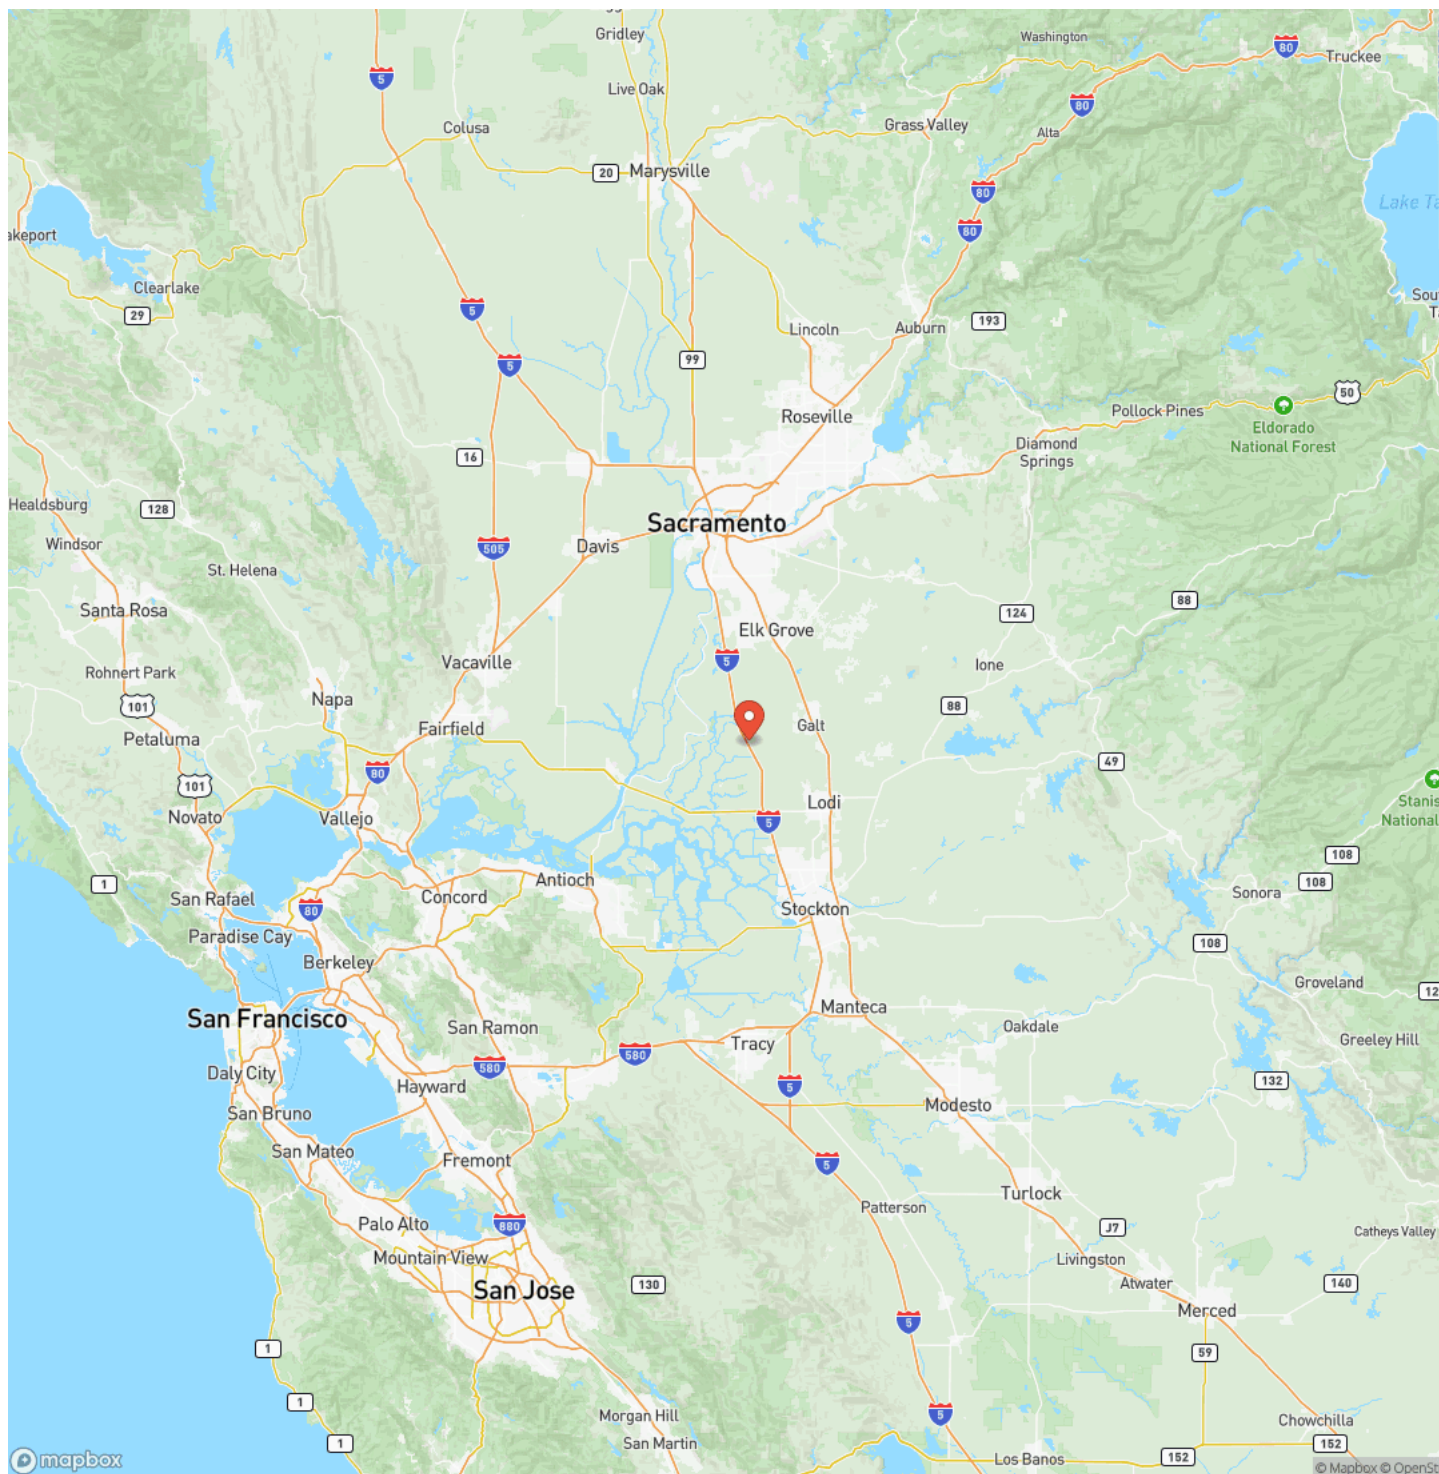 Gridley
Washington
80
Truckee
5
Live Oak
80
Colusa
Grass Valley
Alta
20
Marysville
80
Lake Ta
80
akeport
Clearlake
29
5
Lincoln
Auburn
193
Sou
T
99
5
50
Roseville
Pollock Pines
Eldorado
National Forest
Diamond
Springs
16
Healdsburg
128
Sacramento
Windsor
505
Davis
St. Helena
Santa Rosa
88
124
Elk Grove
Vacaville
5
Ione
Rohnert Park
Napa
101
88
Petaluma
Fairfield
Galt
49
80
101
Stanis
National
Novato
Vallejo
Lodi
5
108
1
Antioch
108
Sonora
San Rafael
Concord
80
Stockton
Paradise Cay
108
Berkeley
Groveland
12
San Francisco
San Ramon
Manteca
Oakdale
Tracy
580
Greeley Hill
580
Daly City
Hayward
5
132
San Bruno
Modesto
San Mateo
Fremont
5
Turlock
Patterson
Palo Alto
880
J7
Catheys Valley
Mountain View
Livingston
San Jose
130
Atwater
140
Merced
5
1
59
1
Morgan Hill
5
Chowchilla
1
San Martin
152
mapbox
Los Banos
152
© Mapbox © OpenSt